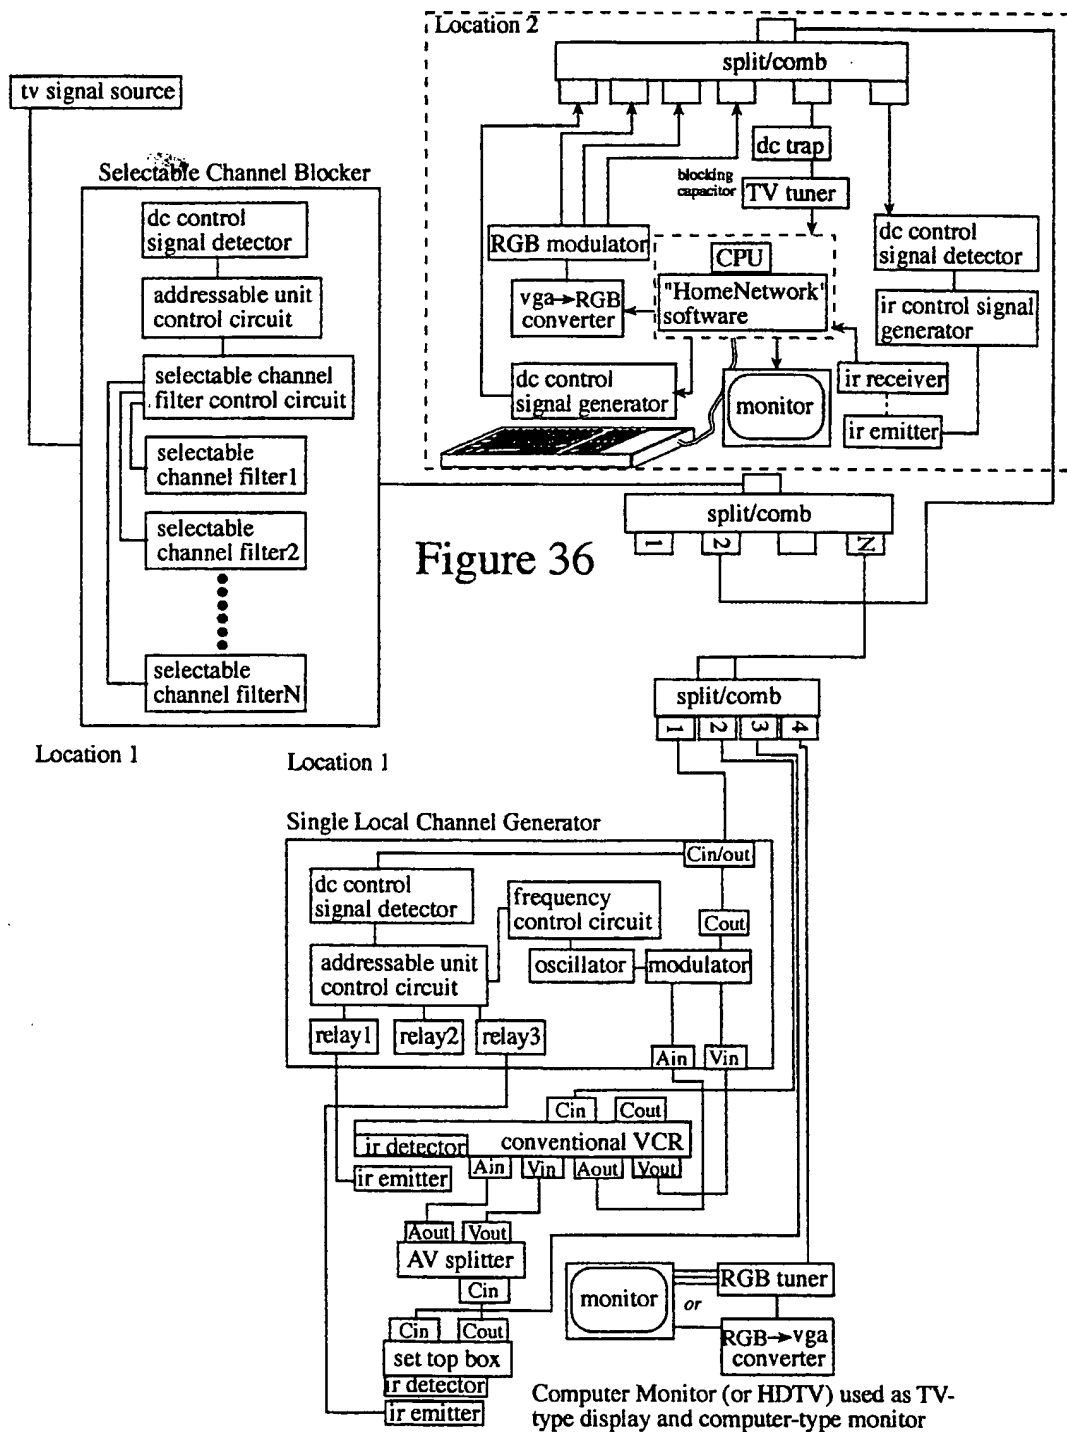 Location 2
split/comb
tv signal source
dc trap
Selectable Channel Blocker
blocking
capacitor
TV tuner
dc control
signal detector
RGB modulator
dc control
signal detector
CPU
addressable unit
control circuit
vga→RGB
converter
"HomeNetwork"
software
ir control signal
generator
selectable channel
filter control circuit
dc control
signal generator
monitor
ir receiver
ir emitter
selectable
channel filter1
split/comb
1 2 N
selectable
channel filter2
Figure 36
selectable
channel filterN
split/comb
1 2 3 4
Location 1
Location 1
Single Local Channel Generator
Cin/out
dc control
signal detector
frequency
control circuit
Cout
addressable unit
control circuit
oscillator
modulator
relay1
relay2
relay3
Ain
Vin
Cin
Cout
ir detector
conventional VCR
ir emitter
Ain
Vin
Aout
Vout
Aout
Vout
AV splitter
Cin
monitor
or
RGB tuner
Cin
Cout
set top box
RGB→vga
converter
ir detector
ir emitter
Computer Monitor (or HDTV) used as TV-
type display and computer-type monitor